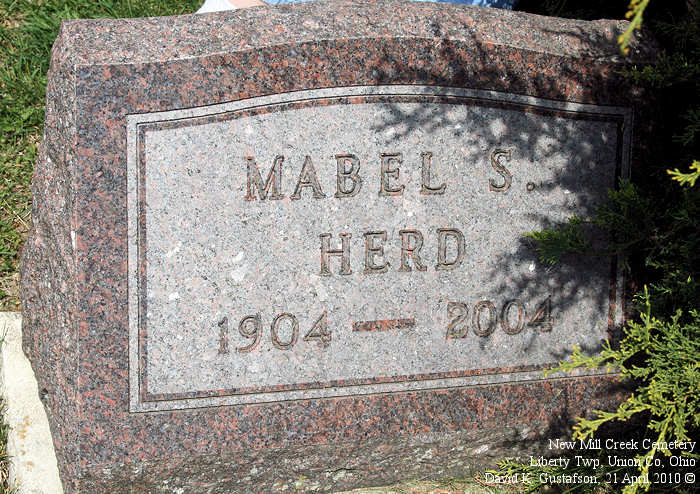 MABEL S.
HERD
1904 — 2004
New Mill Creek Cemetery
Liberty Twp, Union Co, Ohio
David K. Gustafson, 21 April 2010 ©